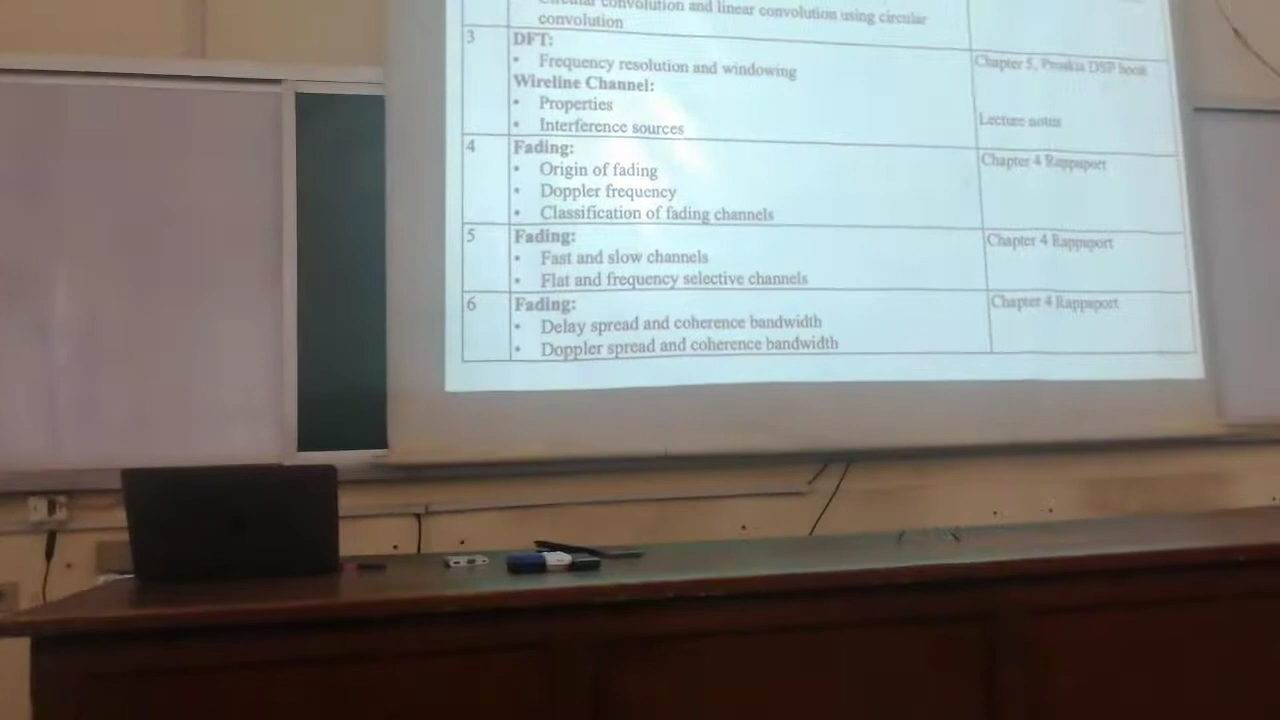 Circular convolution and linear convolution using circular
convolution
3
DFT:
• Frequency resolution and windowing
Chapter 5, Proakis DSP book
Wireline Channel:
• Properties
• Interference sources
Lecture notes
4
Fading:
Chapter 4 Rappaport
• Origin of fading
• Doppler frequency
• Classification of fading channels
5
Fading:
Chapter 4 Rappaport
• Fast and slow channels
• Flat and frequency selective channels
6
Fading:
Chapter 4 Rappaport
• Delay spread and coherence bandwidth
• Doppler spread and coherence bandwidth